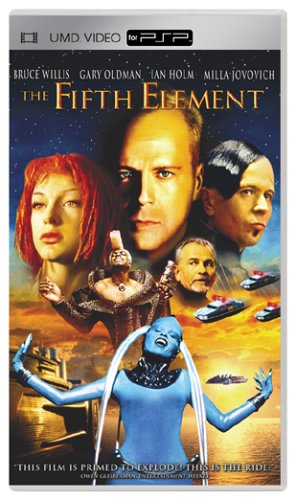 UMD. VIDEO for PSP
BRUCE WILLIS GARY OLDMAN IAN HOLM MILLA JOVOVICH
THE FIFTH ELEMENT
"THIS FILM IS PRIMED TO EXPLODE! THIS IS THE RIDE."
OWEN GLEIBERMAN, ENTERTAINMENT WEEKLY